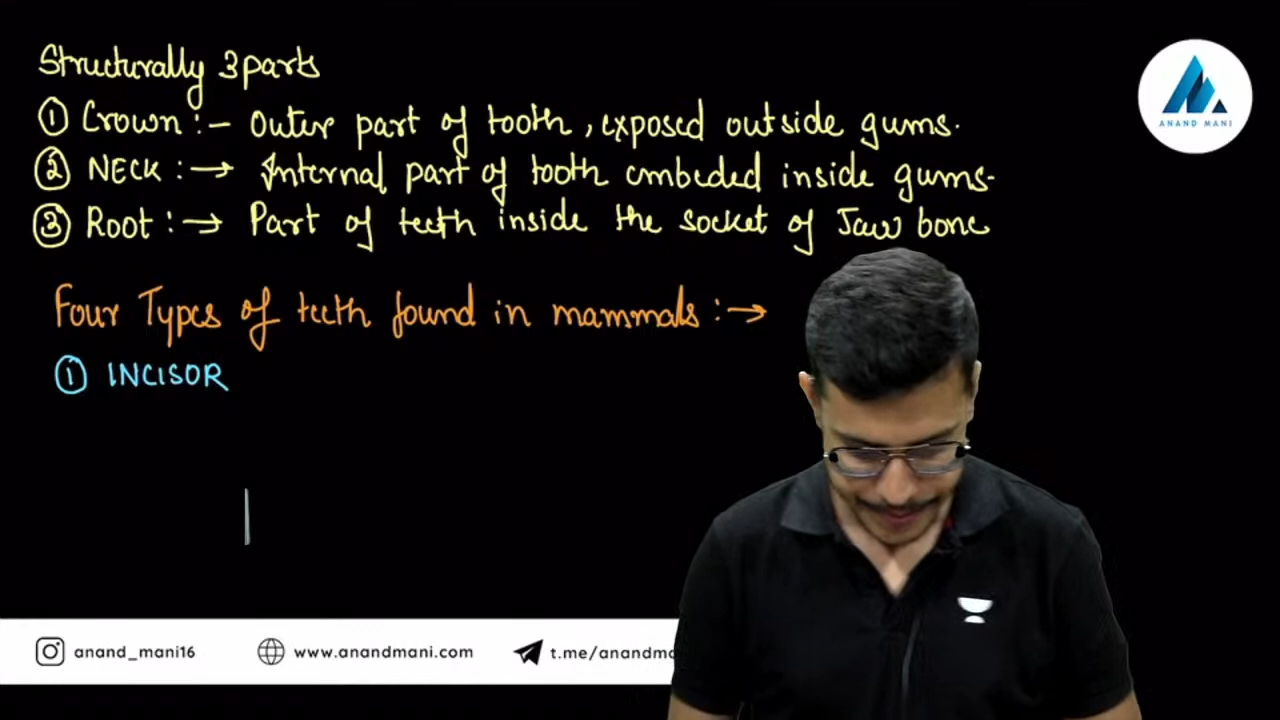 Structurally 3 parts
① Crown :- Outer part of tooth, exposed outside gums.
② NECK :→ Internal part of tooth embeded inside gums-
③ Root :→ Part of teeth inside the socket of Jaw bone
ANAND MANI
Four Types of teeth found in mammals :→
① INCISOR
anand_mani16 www.anandmani.com t.me/anandma